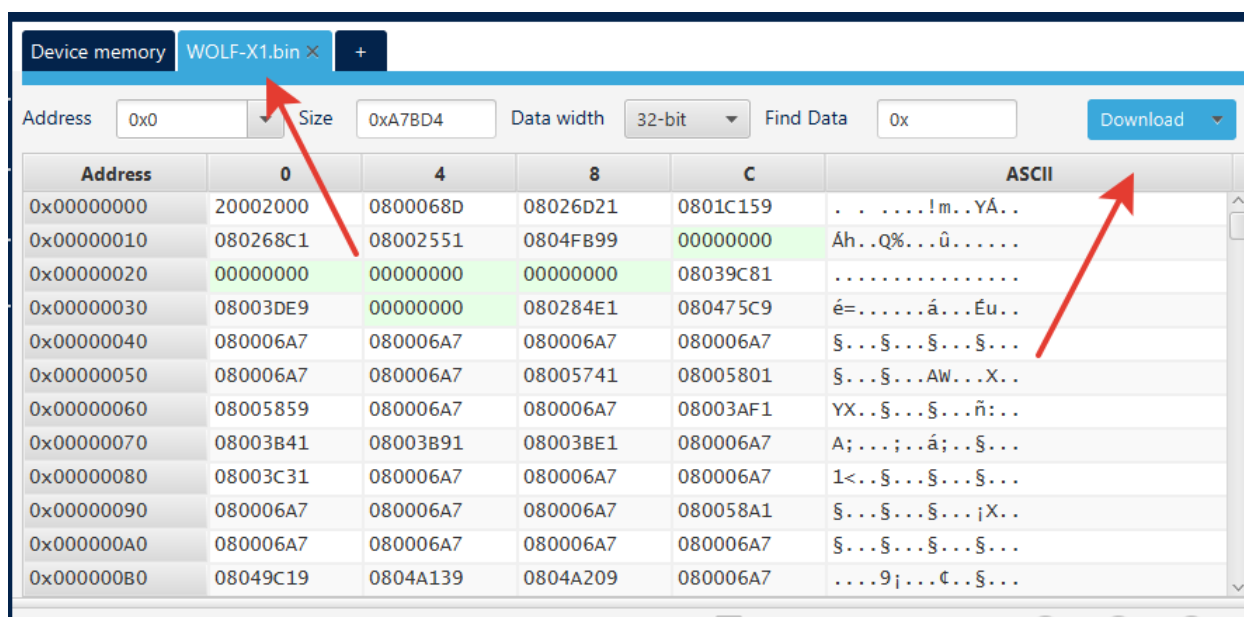 Device memory WOLF-X1.bin × +
Address 0x0 Size 0xA7BD4 Data width 32-bit Find Data 0x Download
Address 0 4 8 C ASCII
0x00000000 20002000 0800068D 08026D21 0801C159 . . ....!m..YÁ..
0x00000010 080268C1 08002551 0804FB99 00000000 Áh..Q%...û......
0x00000020 00000000 00000000 00000000 08039C81 ................
0x00000030 08003DE9 00000000 080284E1 080475C9 é=......á...Éu..
0x00000040 080006A7 080006A7 080006A7 080006A7 §...§...§...§...
0x00000050 080006A7 080006A7 08005741 08005801 §...§...AW...X..
0x00000060 08005859 080006A7 080006A7 08003AF1 YX..§...§...ñ:..
0x00000070 08003B41 08003B91 08003BE1 080006A7 A;...;..á;..§...
0x00000080 08003C31 080006A7 080006A7 080006A7 1<..§...§...§...
0x00000090 080006A7 080006A7 080006A7 080058A1 §...§...§...¡X..
0x000000A0 080006A7 080006A7 080006A7 080006A7 §...§...§...§...
0x000000B0 08049C19 0804A139 0804A209 080006A7 ....9¡...¢..§...